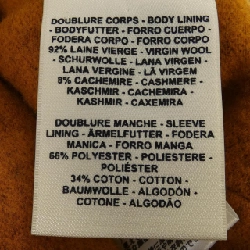 DOUBLURE CORPS - BODY LINING
- BODYFUTTER - FORRO CUERPO -
FODERA CORPO - FORRO CORPO
92% LAINE VIERGE - VIRGIN WOOL
- SCHURWOLLE - LANA VIRGEN -
LANA VERGINE - LÃ VIRGEM
8% CACHEMIRE - CASHMERE -
KASCHMIR - CACHEMIRA -
KASHMIR - CAXEMIRA
DOUBLURE MANCHE - SLEEVE
LINING - ÄRMELFUTTER - FODERA
MANICA - FORRO MANGA
66% POLYESTER - POLIESTERE -
POLIÉSTER
34% COTON - COTTON -
BAUMWOLLE - ALGODÓN -
COTONE - ALGODÃO